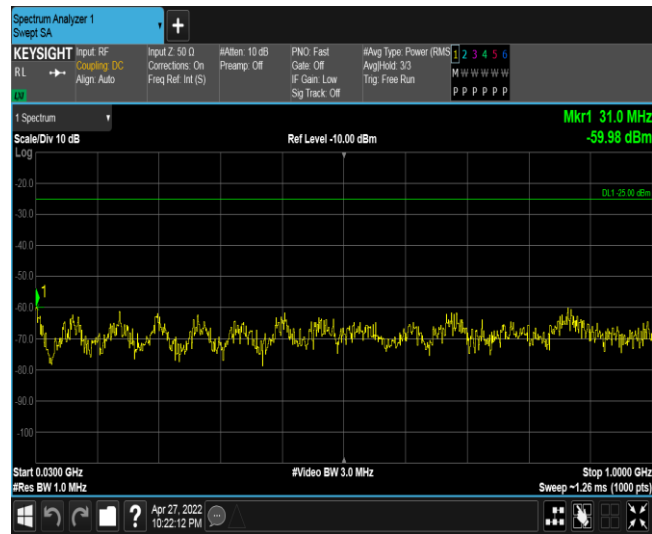 Spectrum Analyzer 1
Swept SA
+
KEYSIGHT
RL
Input: RF
Coupling: DC
Align: Auto
Input Z: 50 Ω
Corrections: On
Freq Ref: Int (S)
#Atten: 10 dB
Preamp: Off
PNO: Fast
Gate: Off
IF Gain: Low
Sig Track: Off
#Avg Type: Power (RMS
Avg|Hold: 3/3
Trig: Free Run
1 2 3 4 5 6
M W W W W W
P P P P P P
1 Spectrum
Mkr1 31.0 MHz
Scale/Div 10 dB
Ref Level -10.00 dBm
-59.98 dBm
Log
-20.0
DL1 -25.00 dBm
-30.0
-40.0
-50.0
1
-60.0
-70.0
-80.0
-90.0
-100
Start 0.0300 GHz
#Video BW 3.0 MHz
Stop 1.0000 GHz
#Res BW 1.0 MHz
Sweep ~1.26 ms (1000 pts)
?
Apr 27, 2022
10:22:12 PM